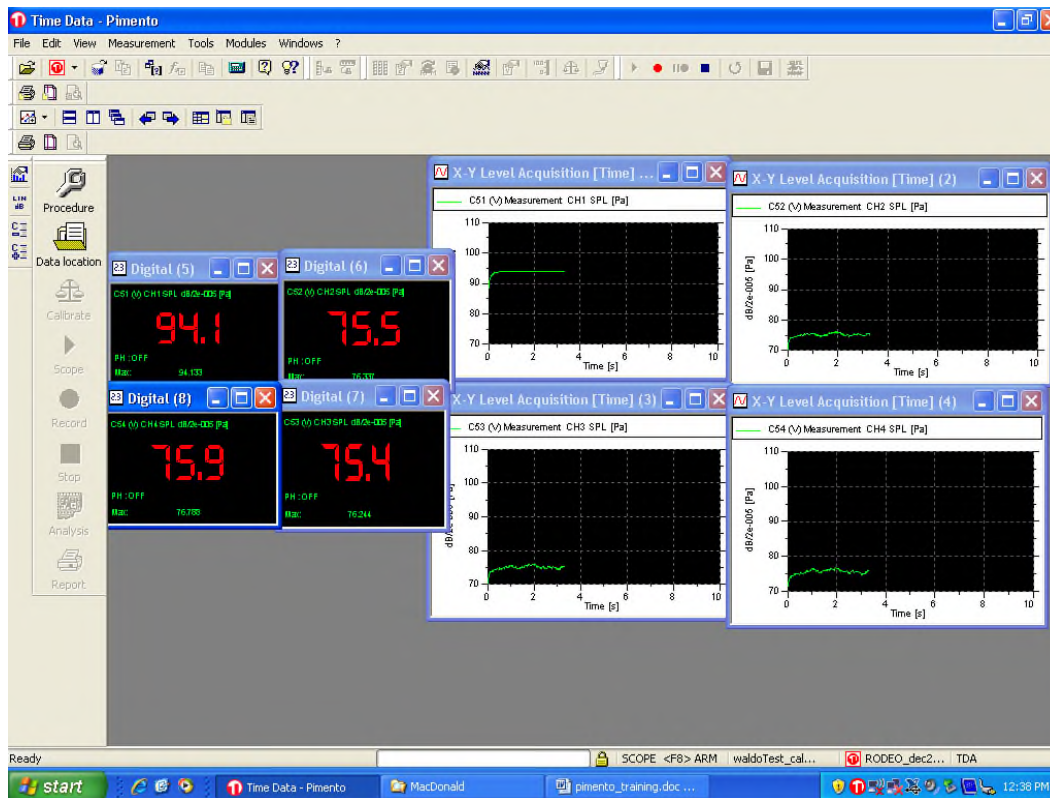 Time Data - Pimento
File Edit View Measurement Tools Modules Windows ?
Procedure
Data location
Calibrate
Scope
Record
Stop
Analysis
Report
Digital (5)
C51 (V) CH1 SPL dB/2e-005 [Pa]
94.1
PH :OFF
Max: 94.133
Digital (6)
C52 (V) CH2 SPL dB/2e-005 [Pa]
75.5
PH :OFF
Max: 76.337
Digital (8)
C54 (V) CH4 SPL dB/2e-005 [Pa]
75.9
PH :OFF
Max: 76.783
Digital (7)
C53 (V) CH3 SPL dB/2e-005 [Pa]
75.4
PH :OFF
Max: 76.244
X-Y Level Acquisition [Time] ...
C51 (V) Measurement CH1 SPL [Pa]
110
100
90
80
70
0 2 4 6 8 10
Time [s]
X-Y Level Acquisition [Time] (2)
C52 (V) Measurement CH2 SPL [Pa]
dB/2e-005 [Pa]
110
100
90
80
70
0 2 4 6 8 10
Time [s]
X-Y Level Acquisition [Time] (3)
C53 (V) Measurement CH3 SPL [Pa]
110
100
90
80
70
0 2 4 6 8 10
Time [s]
X-Y Level Acquisition [Time] (4)
C54 (V) Measurement CH4 SPL [Pa]
dB/2e-005 [Pa]
110
100
90
80
70
0 2 4 6 8 10
Time [s]
Ready
SCOPE <F8> ARM waldoTest_cal... RODEO_dec2... TDA
start
Time Data - Pimento
MacDonald
pimento_training.doc ...
12:38 PM